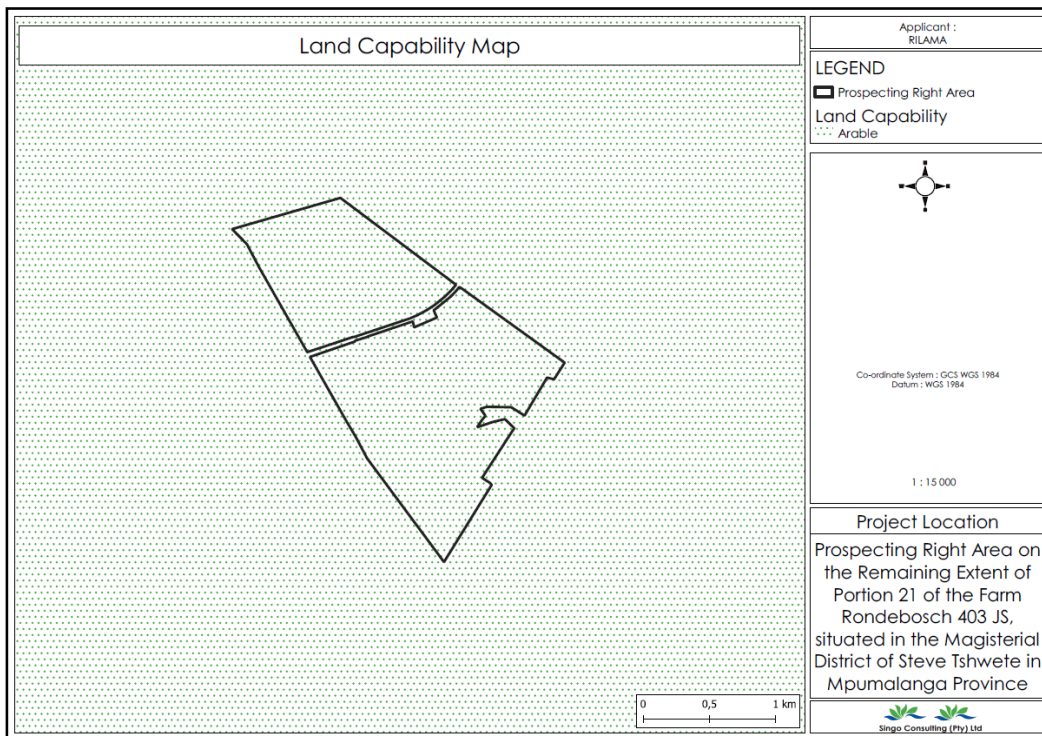 Land Capability Map
Applicant :
RILAMA
LEGEND
Prospecting Right Area
Land Capability
Arable
Co-ordinate System : GCS WGS 1984
Datum : WGS 1984
1 : 15 000
Project Location
Prospecting Right Area on
the Remaining Extent of
Portion 21 of the Farm
Rondebosch 403 JS,
situated in the Magisterial
District of Steve Tshwete in
Mpumalanga Province
0 0,5 1 km
Singo Consulting (Pty) Ltd